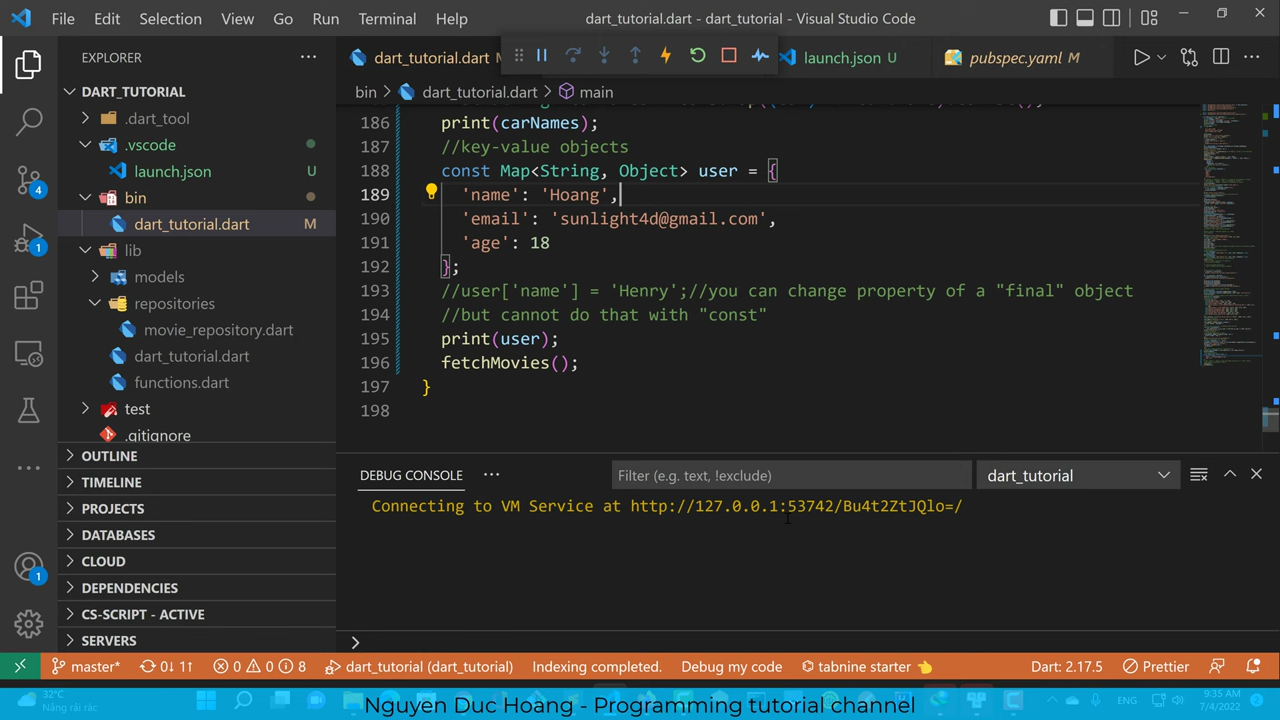 File Edit Selection View Go Run Terminal Help
dart_tutorial.dart - dart_tutorial - Visual Studio Code
EXPLORER
dart_tutorial.dart M
launch.json U
pubspec.yaml M
DART_TUTORIAL
bin > dart_tutorial.dart > main
.dart_tool
.vscode
launch.json U
bin
dart_tutorial.dart M
lib
models
repositories
movie_repository.dart
dart_tutorial.dart
functions.dart
test
.gitignore
OUTLINE
TIMELINE
PROJECTS
DATABASES
CLOUD
DEPENDENCIES
CS-SCRIPT - ACTIVE
SERVERS
4
1
1
186 print(carNames);
187 //key-value objects
188 const Map<String, Object> user = {
189 'name': 'Hoang',
190 'email': 'sunlight4d@gmail.com',
191 'age': 18
192 };
193 //user['name'] = 'Henry';//you can change property of a "final" object
194 //but cannot do that with "const"
195 print(user);
196 fetchMovies();
197 }
198
DEBUG CONSOLE
Filter (e.g. text, !exclude)
dart_tutorial
Connecting to VM Service at http://127.0.0.1:53742/Bu4t2ZtJQlo=/
master* 0↓ 1↑ 0 0 8 dart_tutorial (dart_tutorial) Indexing completed. Debug my code tabnine starter 👈 Dart: 2.17.5 Prettier
32°C
Nắng rải rác
Nguyen Duc Hoang - Programming tutorial channel
ENG
9:35 AM
7/4/2022